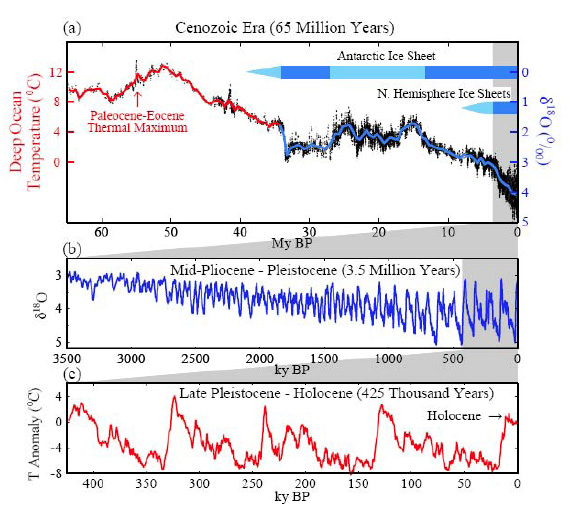 (a)
Cenozoic Era (65 Million Years)
Antarctic Ice Sheet
N. Hemisphere Ice Sheets
Paleocene-Eocene
Thermal Maximum
Deep Ocean
Temperature (⁰C)
12
8
4
0
0
1
2
3
4
5
δ¹⁸O (⁰/₀₀)
60 50 40 30 20 10 0
My BP
(b)
Mid-Pliocene - Pleistocene (3.5 Million Years)
δ¹⁸O
3
4
5
3500 3000 2500 2000 1500 1000 500 0
ky BP
(c)
Late Pleistocene - Holocene (425 Thousand Years)
Holocene →
T Anomaly (⁰C)
4
0
-4
-8
400 350 300 250 200 150 100 50 0
ky BP